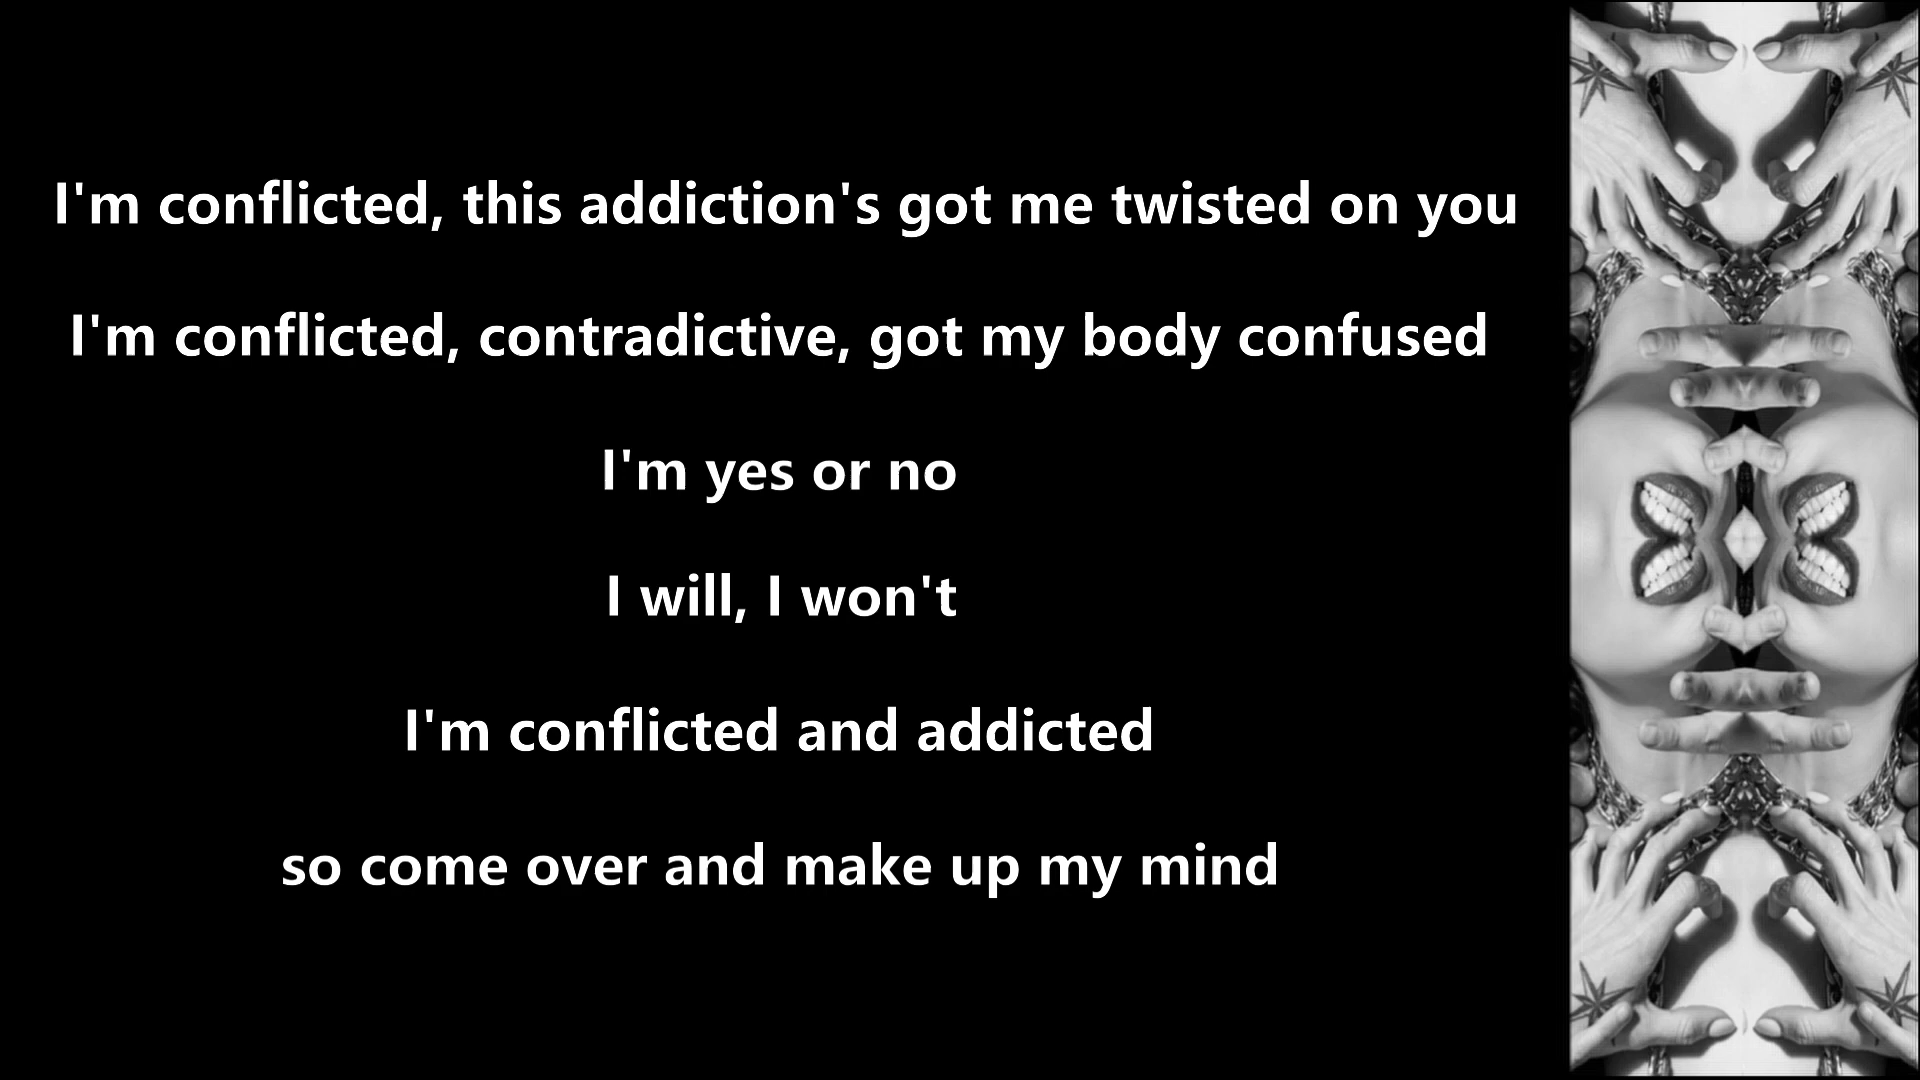 I'm conflicted, this addiction's got me twisted on you
I'm conflicted, contradictive, got my body confused
I'm yes or no
I will, I won't
I'm conflicted and addicted
so come over and make up my mind